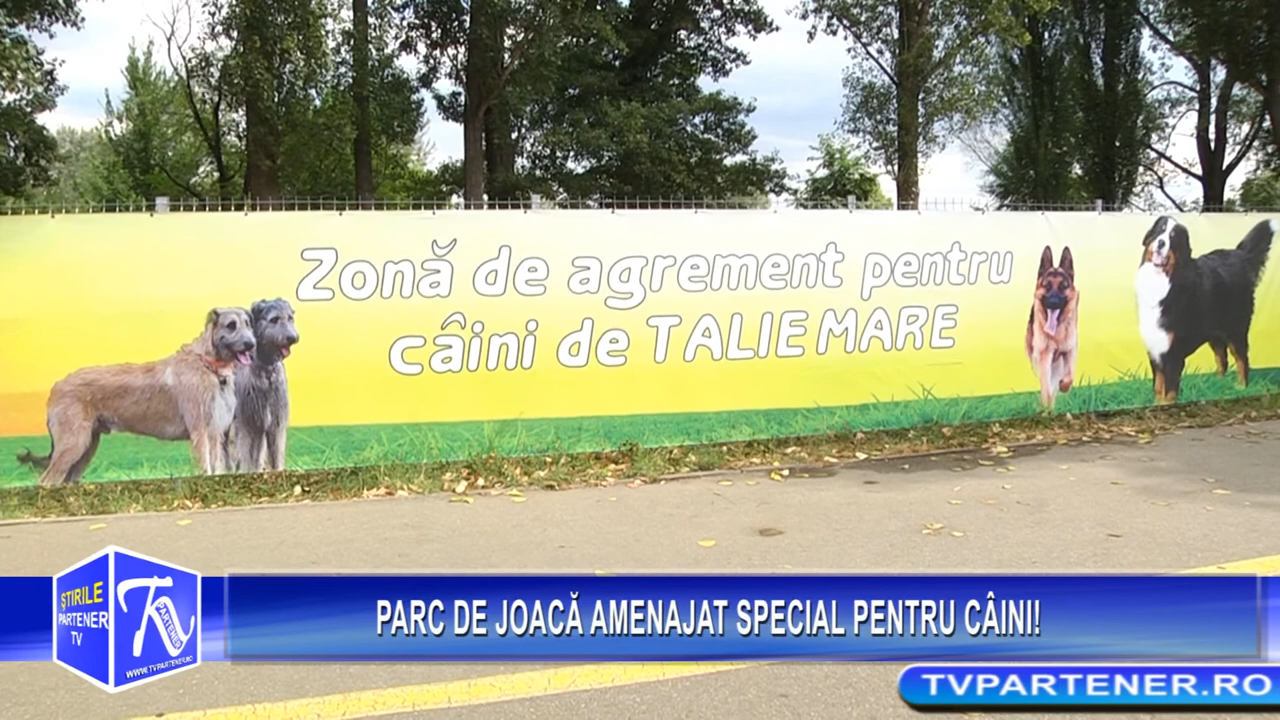 Zonă de agrement pentru
câini de TALIE MARE
ȘTIRILE
PARTENER
TV
PARTENER
WWW.TVPARTENER.RO
PARC DE JOACĂ AMENAJAT SPECIAL PENTRU CÂINI!
TVPARTENER.RO